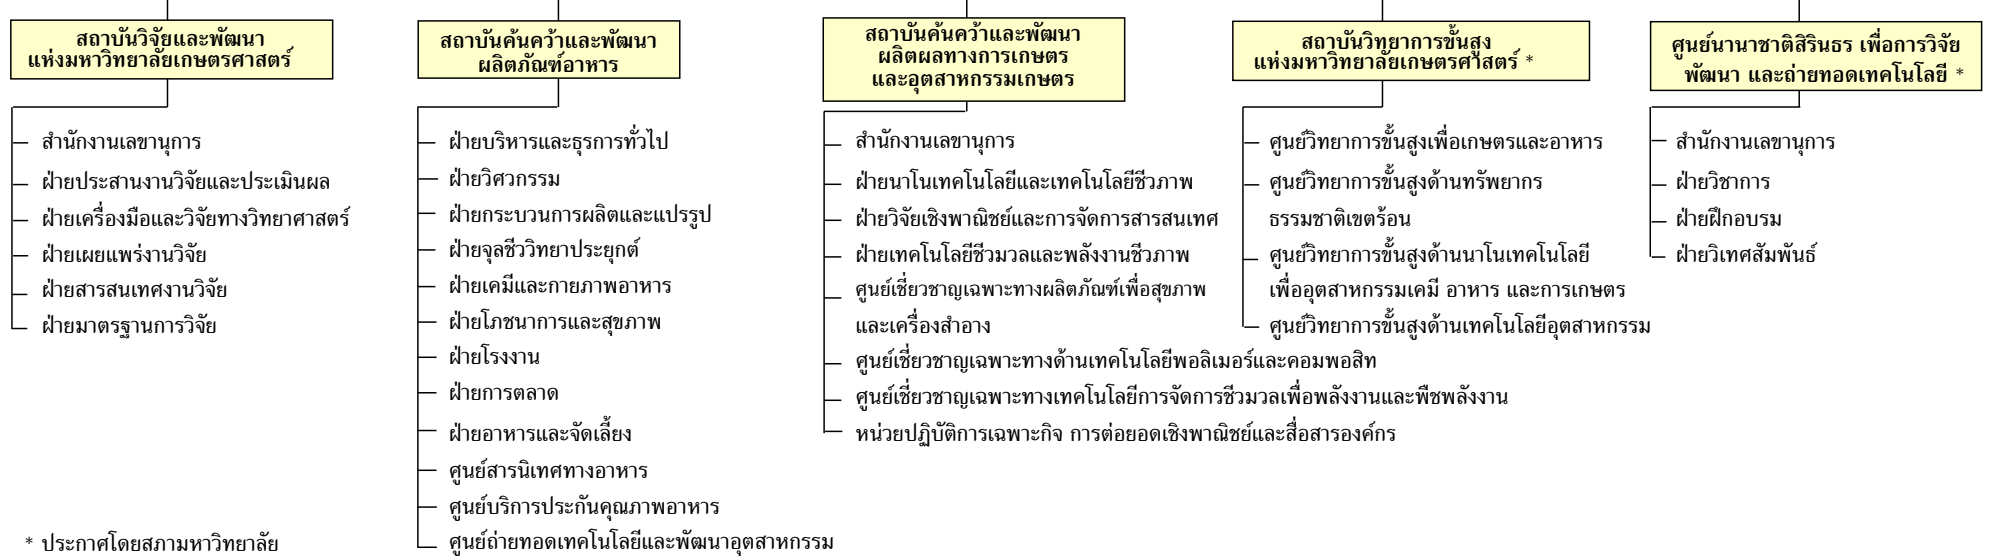 สถาบันวิจัยและพัฒนา
แห่งมหาวิทยาลัยเกษตรศาสตร์
สำนักงานเลขานุการ
ฝ่ายประสานงานวิจัยและประเมินผล
ฝ่ายเครื่องมือและวิจัยทางวิทยาศาสตร์
ฝ่ายเผยแพร่งานวิจัย
ฝ่ายสารสนเทศงานวิจัย
ฝ่ายมาตรฐานการวิจัย
สถาบันค้นคว้าและพัฒนา
ผลิตภัณฑ์อาหาร
ฝ่ายบริหารและธุรการทั่วไป
ฝ่ายวิศวกรรม
ฝ่ายกระบวนการผลิตและแปรรูป
ฝ่ายจุลชีววิทยาประยุกต์
ฝ่ายเคมีและกายภาพอาหาร
ฝ่ายโภชนาการและสุขภาพ
ฝ่ายโรงงาน
ฝ่ายการตลาด
ฝ่ายอาหารและจัดเลี้ยง
ศูนย์สารนิเทศทางอาหาร
ศูนย์บริการประกันคุณภาพอาหาร
ศูนย์ถ่ายทอดเทคโนโลยีและพัฒนาอุตสาหกรรม
สถาบันค้นคว้าและพัฒนา
ผลิตผลทางการเกษตร
และอุตสาหกรรมเกษตร
สำนักงานเลขานุการ
ฝ่ายนาโนเทคโนโลยีและเทคโนโลยีชีวภาพ
ฝ่ายวิจัยเชิงพาณิชย์และการจัดการสารสนเทศ
ฝ่ายเทคโนโลยีชีวมวลและพลังงานชีวภาพ
ศูนย์เชี่ยวชาญเฉพาะทางผลิตภัณฑ์เพื่อสุขภาพ
และเครื่องสำอาง
ศูนย์เชี่ยวชาญเฉพาะทางด้านเทคโนโลยีพอลิเมอร์และคอมพอสิท
ศูนย์เชี่ยวชาญเฉพาะทางเทคโนโลยีการจัดการชีวมวลเพื่อพลังงานและพืชพลังงาน
หน่วยปฏิบัติการเฉพาะกิจ การต่อยอดเชิงพาณิชย์และสื่อสารองค์กร
สถาบันวิทยาการขั้นสูง
แห่งมหาวิทยาลัยเกษตรศาสตร์ *
ศูนย์วิทยาการขั้นสูงเพื่อเกษตรและอาหาร
ศูนย์วิทยาการขั้นสูงด้านทรัพยากร
ธรรมชาติเขตร้อน
ศูนย์วิทยาการขั้นสูงด้านนาโนเทคโนโลยี
เพื่ออุตสาหกรรมเคมี อาหาร และการเกษตร
ศูนย์วิทยาการขั้นสูงด้านเทคโนโลยีอุตสาหกรรม
ศูนย์นานาชาติสิรินธร เพื่อการวิจัย
พัฒนา และถ่ายทอดเทคโนโลยี *
สำนักงานเลขานุการ
ฝ่ายวิชาการ
ฝ่ายฝึกอบรม
ฝ่ายวิเทศสัมพันธ์
* ประกาศโดยสภามหาวิทยาลัย